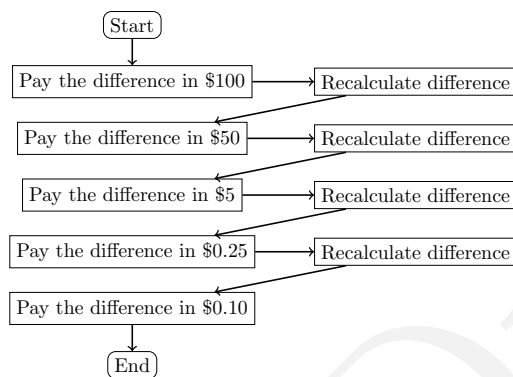 Start
Pay the difference in $100
Recalculate difference
Pay the difference in $50
Recalculate difference
Pay the difference in $5
Recalculate difference
Pay the difference in $0.25
Recalculate difference
Pay the difference in $0.10
End